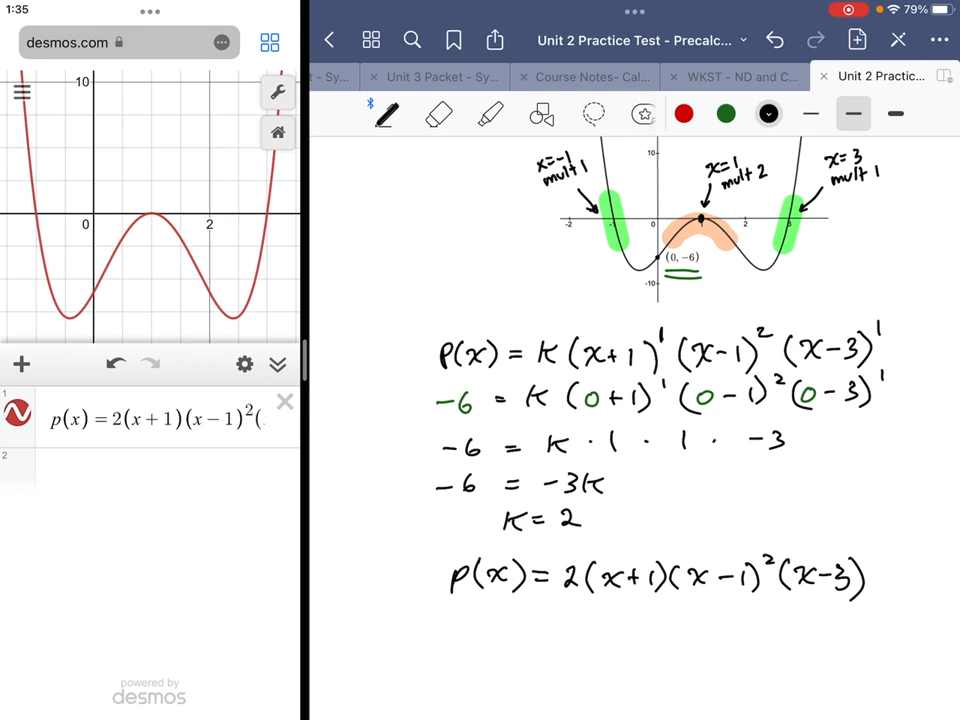 1:35
79%
desmos.com
Unit 2 Practice Test - Precalc...
t - Sy...
Unit 3 Packet - Sy...
Course Notes- Cal...
WKST - ND and C...
Unit 2 Practic...
10
0
2
1
p(x) = 2(x+1)(x−1)²(
2
powered by
desmos
x=-1
mult 1
x=1
mult 2
x=3
mult 1
10
-2
-1
0
1
2
3
(0, −6)
-10
P(x) = K(x+1)¹(x-1)²(x-3)¹
-6 = K(0+1)¹(0-1)²(0-3)¹
-6 = K · 1 · 1 · -3
-6 = -3K
K = 2
p(x) = 2(x+1)(x-1)²(x-3)